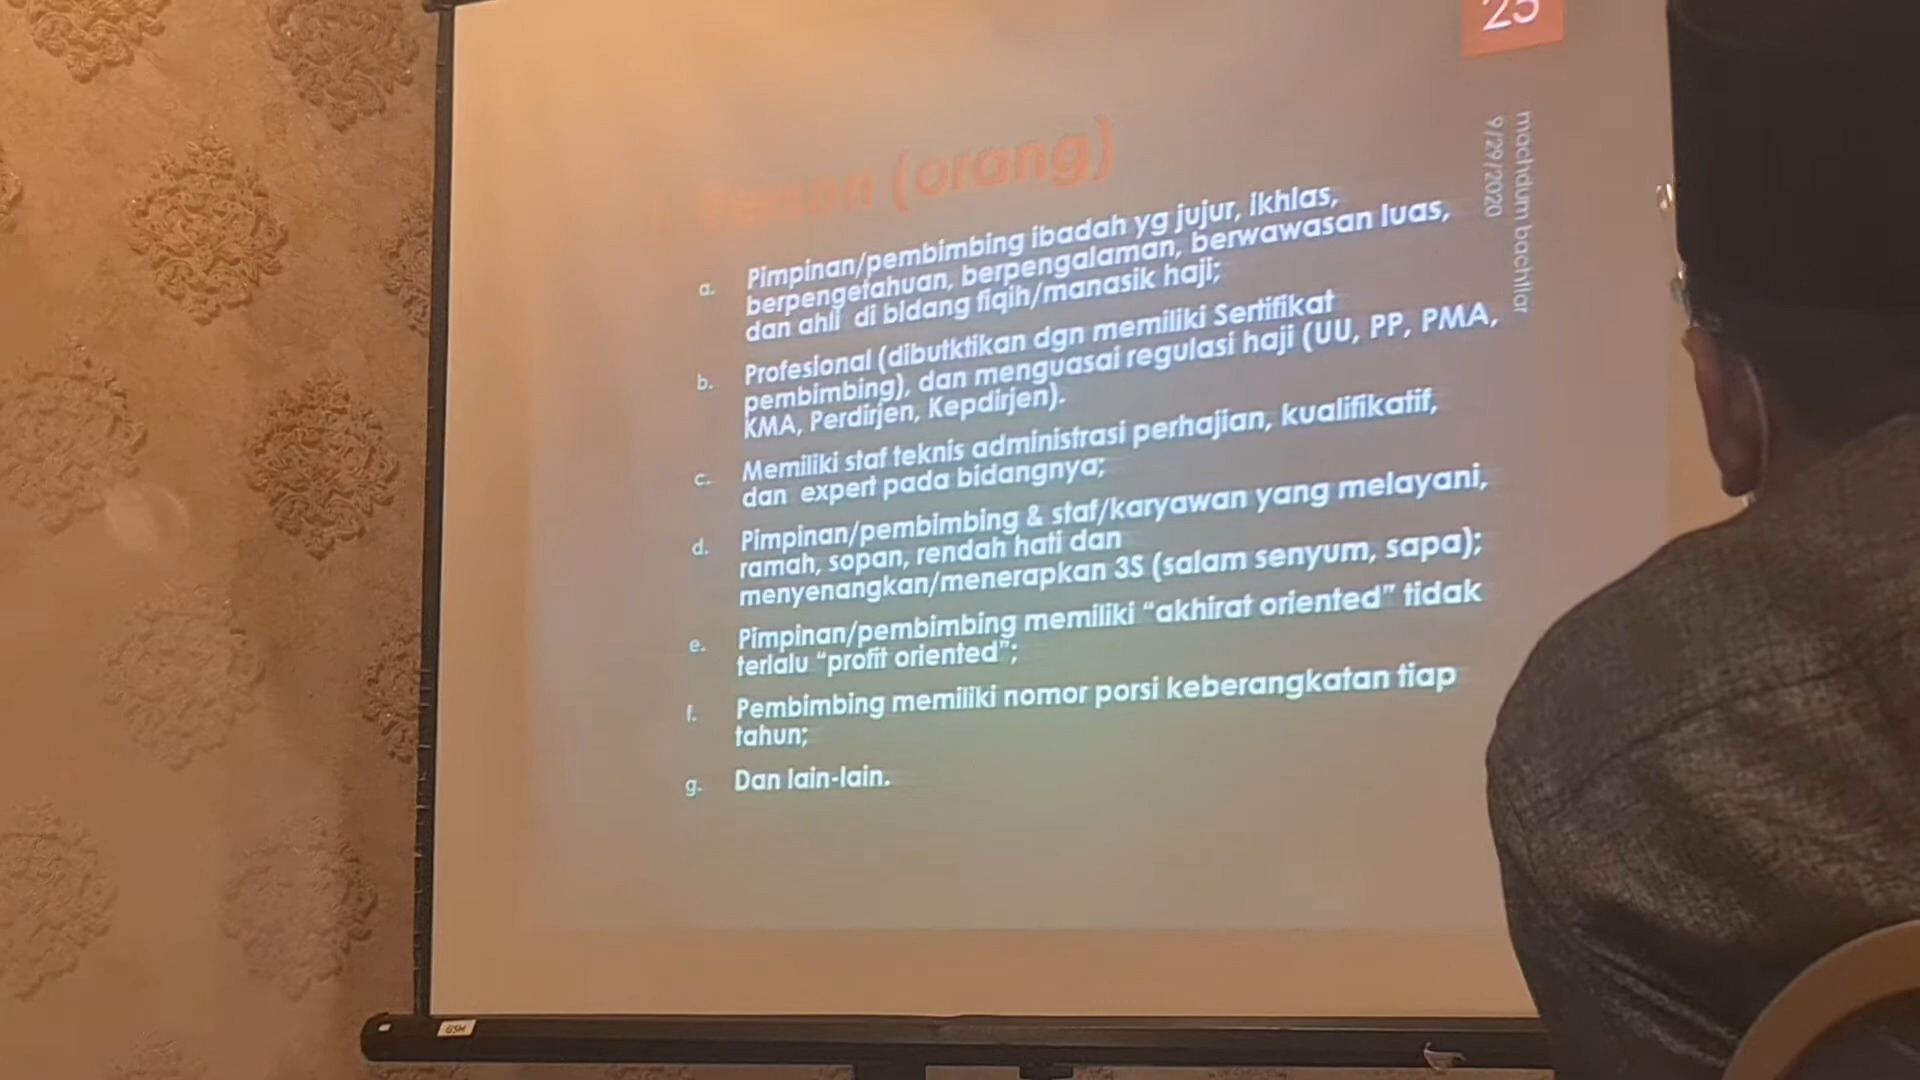 25
machdum bachtiar
9/29/2020
Person (orang)
a. Pimpinan/pembimbing ibadah yg jujur, ikhlas,
berpengetahuan, berpengalaman, berwawasan luas,
dan ahli di bidang fiqih/manasik haji;
b. Profesional (dibutktikan dgn memiliki Sertifikat
pembimbing), dan menguasai regulasi haji (UU, PP, PMA,
KMA, Perdirjen, Kepdirjen).
c. Memiliki staf teknis administrasi perhajian, kualifikatif,
dan expert pada bidangnya;
d. Pimpinan/pembimbing & staf/karyawan yang melayani,
ramah, sopan, rendah hati dan
menyenangkan/menerapkan 3S (salam senyum, sapa);
e. Pimpinan/pembimbing memiliki “akhirat oriented” tidak
terlalu “profit oriented”;
f. Pembimbing memiliki nomor porsi keberangkatan tiap
tahun;
g. Dan lain-lain.
GSM